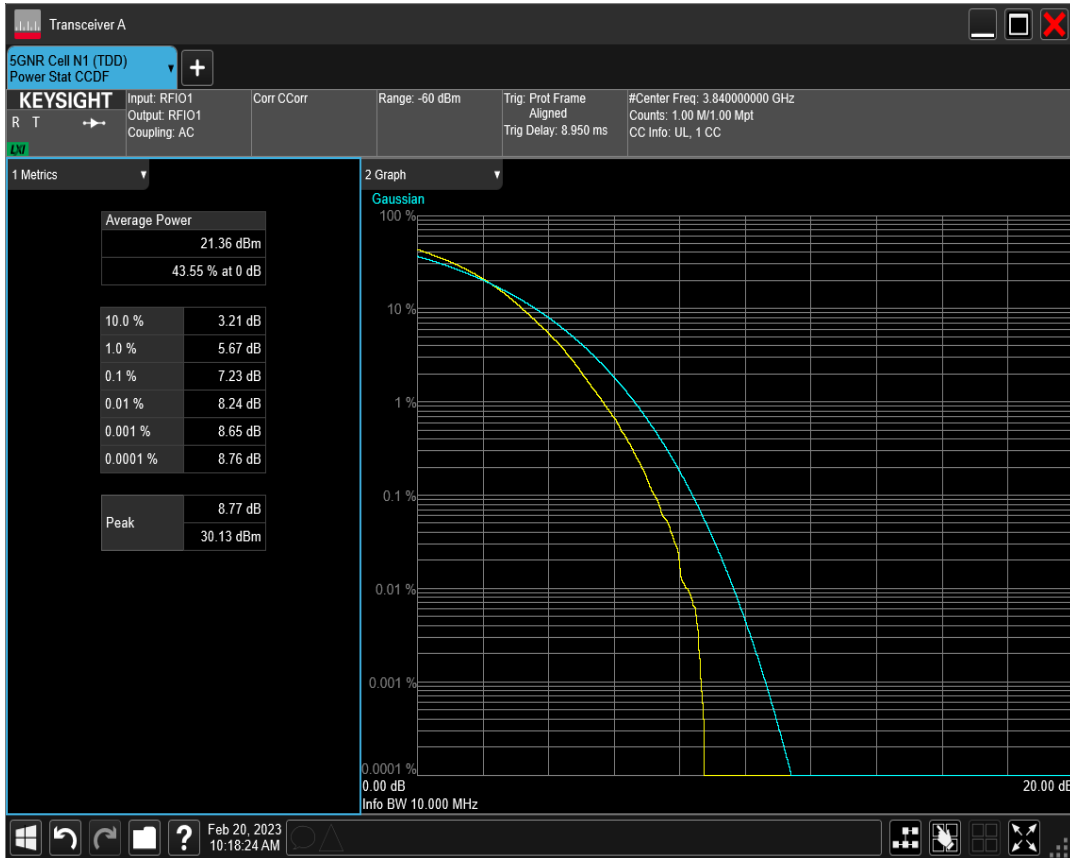 Transceiver A
5GNR Cell N1 (TDD)
Power Stat CCDF
KEYSIGHT
R T
LXI
Input: RFIO1
Output: RFIO1
Coupling: AC
Corr CCorr
Range: -60 dBm
Trig: Prot Frame
Aligned
Trig Delay: 8.950 ms
#Center Freq: 3.840000000 GHz
Counts: 1.00 M/1.00 Mpt
CC Info: UL, 1 CC
1 Metrics
Average Power
21.36 dBm
43.55 % at 0 dB
10.0 % 3.21 dB
1.0 % 5.67 dB
0.1 % 7.23 dB
0.01 % 8.24 dB
0.001 % 8.65 dB
0.0001 % 8.76 dB
Peak
8.77 dB
30.13 dBm
2 Graph
Gaussian
100 %
10 %
1 %
0.1 %
0.01 %
0.001 %
0.0001 %
0.00 dB
20.00 dB
Info BW 10.000 MHz
?
Feb 20, 2023
10:18:24 AM